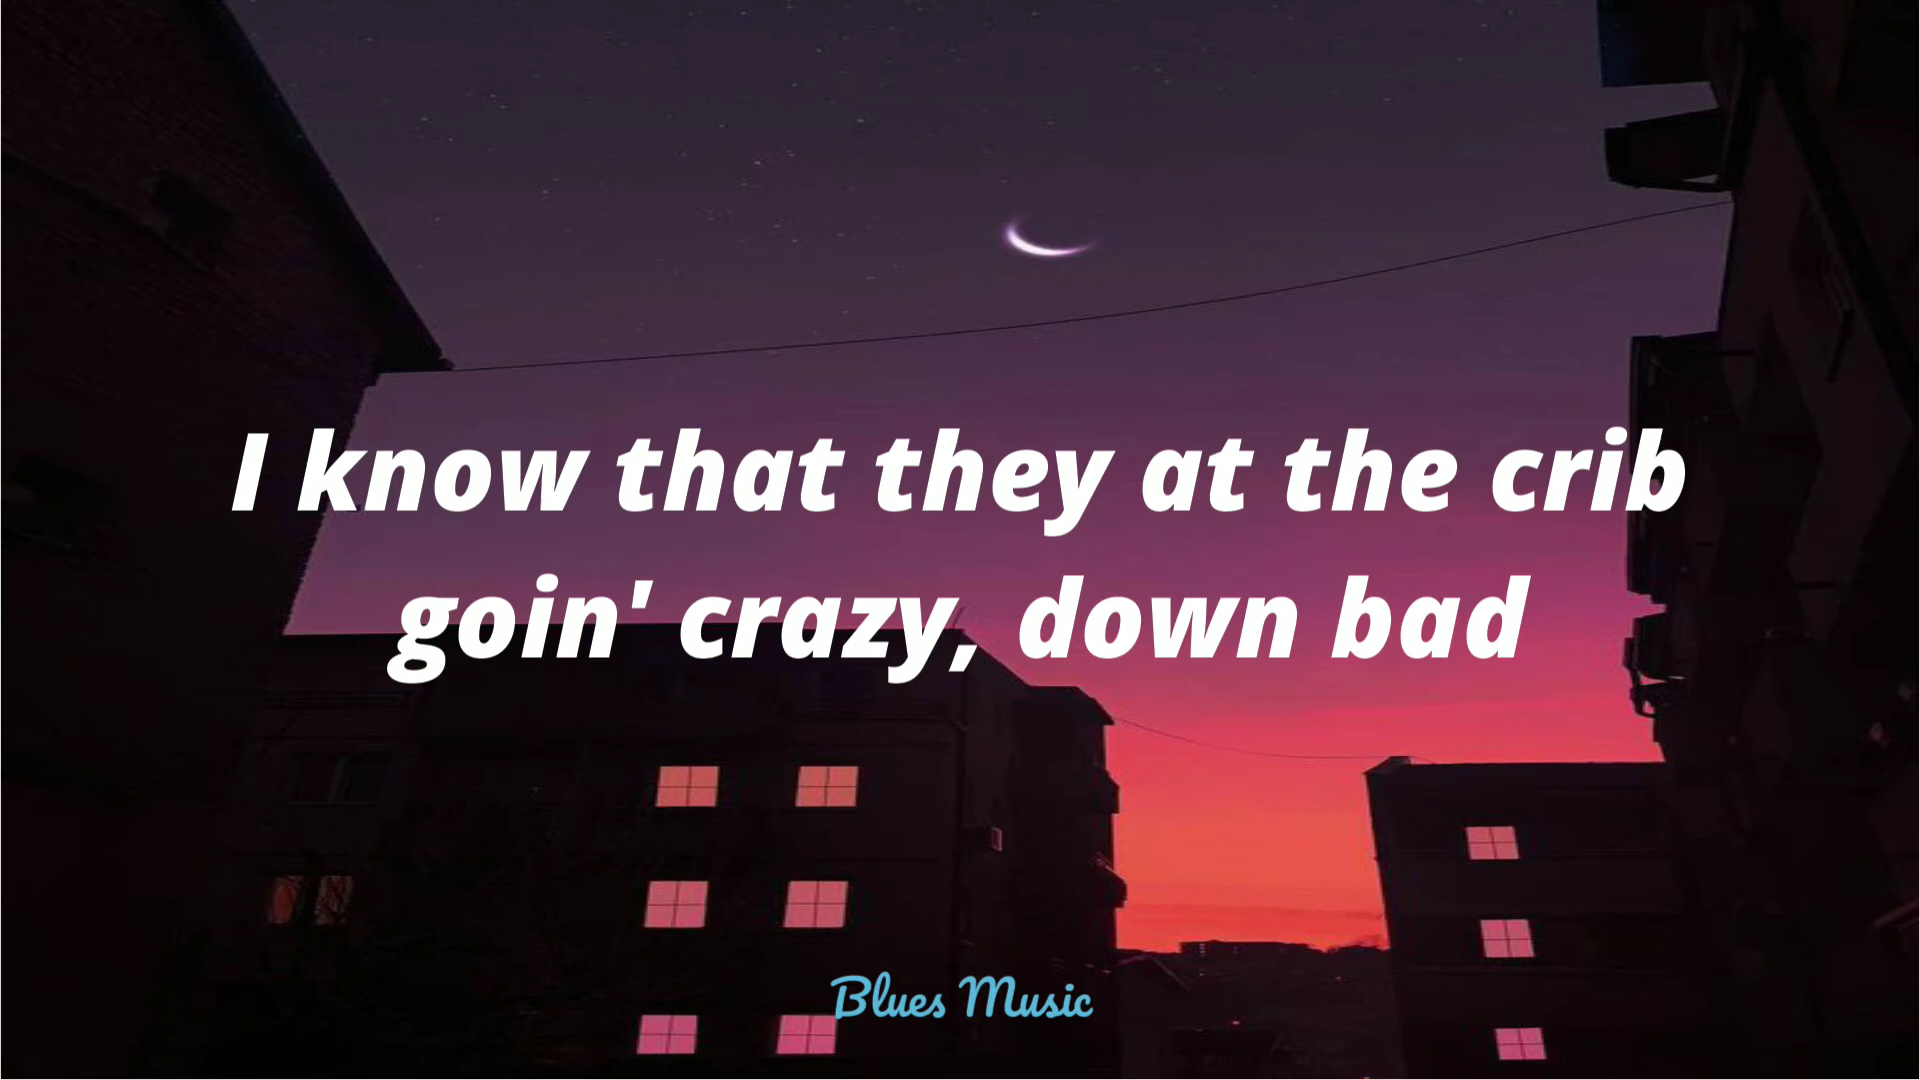 I know that they at the crib
goin' crazy, down bad
Blues Music